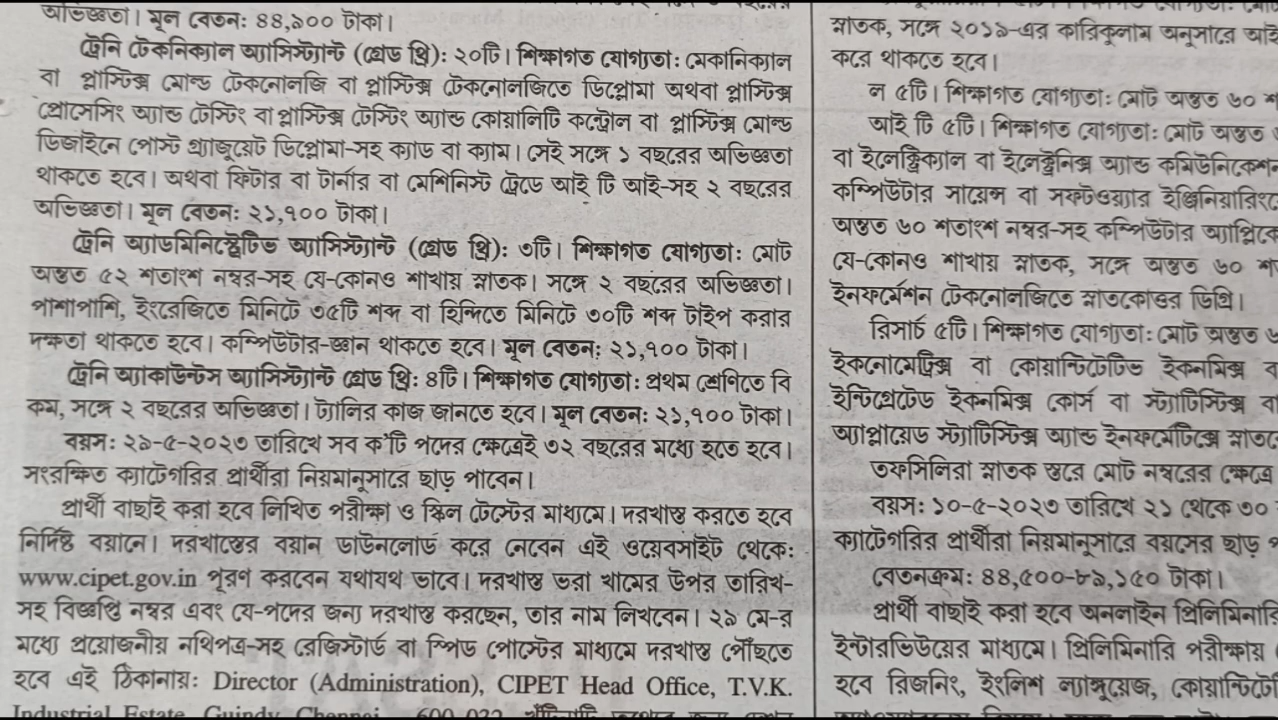 অভিজ্ঞতা। মূল বেতন: ৪৪,৯০০ টাকা।
ট্রেনি টেকনিক্যাল অ্যাসিস্ট্যান্ট (গ্রেড থ্রি): ২০টি। শিক্ষাগত যোগ্যতা: মেকানিক্যাল
বা প্লাস্টিক্স মোল্ড টেকনোলজি বা প্লাস্টিক্স টেকনোলজিতে ডিপ্লোমা অথবা প্লাস্টিক্স
প্রোসেসিং অ্যান্ড টেস্টিং বা প্লাস্টিক্স টেস্টিং অ্যান্ড কোয়ালিটি কন্ট্রোল বা প্লাস্টিক্স মোল্ড
ডিজাইনে পোস্ট গ্র্যাজুয়েট ডিপ্লোমা-সহ ক্যাড বা ক্যাম। সেই সঙ্গে ১ বছরের অভিজ্ঞতা
থাকতে হবে। অথবা ফিটার বা টার্নার বা মেশিনিস্ট ট্রেডে আই টি আই-সহ ২ বছরের
অভিজ্ঞতা। মূল বেতন: ২১,৭০০ টাকা।
ট্রেনি অ্যাডমিনিস্ট্রেটিভ অ্যাসিস্ট্যান্ট (গ্রেড থ্রি): ৩টি। শিক্ষাগত যোগ্যতা: মোট
অন্তত ৫২ শতাংশ নম্বর-সহ যে-কোনও শাখায় স্নাতক। সঙ্গে ২ বছরের অভিজ্ঞতা।
পাশাপাশি, ইংরেজিতে মিনিটে ৩৫টি শব্দ বা হিন্দিতে মিনিটে ৩০টি শব্দ টাইপ করার
দক্ষতা থাকতে হবে। কম্পিউটার-জ্ঞান থাকতে হবে। মূল বেতন: ২১,৭০০ টাকা।
ট্রেনি অ্যাকাউন্টস অ্যাসিস্ট্যান্ট গ্রেড থ্রি: ৪টি। শিক্ষাগত যোগ্যতা: প্রথম শ্রেণিতে বি
কম, সঙ্গে ২ বছরের অভিজ্ঞতা। ট্যালির কাজ জানতে হবে। মূল বেতন: ২১,৭০০ টাকা।
বয়স: ২৯-৫-২০২৩ তারিখে সব ক'টি পদের ক্ষেত্রেই ৩২ বছরের মধ্যে হতে হবে।
সংরক্ষিত ক্যাটেগরির প্রার্থীরা নিয়মানুসারে ছাড় পাবেন।
প্রার্থী বাছাই করা হবে লিখিত পরীক্ষা ও স্কিল টেস্টের মাধ্যমে। দরখাস্ত করতে হবে
নির্দিষ্ট বয়ানে। দরখাস্তের বয়ান ডাউনলোড করে নেবেন এই ওয়েবসাইট থেকে:
www.cipet.gov.in পূরণ করবেন যথাযথ ভাবে। দরখাস্ত ভরা খামের উপর তারিখ-
সহ বিজ্ঞপ্তি নম্বর এবং যে-পদের জন্য দরখাস্ত করছেন, তার নাম লিখবেন। ২৯ মে-র
মধ্যে প্রয়োজনীয় নথিপত্র-সহ রেজিস্টার্ড বা স্পিড পোস্টের মাধ্যমে দরখাস্ত পৌঁছতে
হবে এই ঠিকানায়: Director (Administration), CIPET Head Office, T.V.K.
Industrial Estate, Guindy, Chennai
স্নাতক, সঙ্গে ২০১৯-এর কারিকুলাম অনুসারে আই
করে থাকতে হবে।
ল ৫টি। শিক্ষাগত যোগ্যতা: মোট অন্তত ৬০
আই টি ৫টি। শিক্ষাগত যোগ্যতা: মোট অন্তত
বা ইলেক্ট্রিক্যাল বা ইলেক্ট্রনিক্স অ্যান্ড কমিউনিকেশন
কম্পিউটার সায়েন্স বা সফটওয়্যার ইঞ্জিনিয়ারিংয়ে
অন্তত ৬০ শতাংশ নম্বর-সহ কম্পিউটার অ্যাপ্লিকে
যে-কোনও শাখায় স্নাতক, সঙ্গে অন্তত ৬০ শ
ইনফর্মেশন টেকনোলজিতে স্নাতকোত্তর ডিগ্রি।
রিসার্চ ৫টি। শিক্ষাগত যোগ্যতা: মোট অন্তত ৬
ইকনোমেট্রিক্স বা কোয়ান্টিটেটিভ ইকনমিক্স ব
ইন্টিগ্রেটেড ইকনমিক্স কোর্স বা স্ট্যাটিস্টিক্স বা
অ্যাপ্লায়েড স্ট্যাটিস্টিক্স অ্যান্ড ইনফর্মেটিক্সে স্নাতকো
তফসিলিরা স্নাতক স্তরে মোট নম্বরের ক্ষেত্রে
বয়স: ১০-৫-২০২৩ তারিখে ২১ থেকে ৩০
ক্যাটেগরির প্রার্থীরা নিয়মানুসারে বয়সের ছাড় প
বেতনক্রম: ৪৪,৫০০-৮৯,১৫০ টাকা।
প্রার্থী বাছাই করা হবে অনলাইন প্রিলিমিনারি
ইন্টারভিউয়ের মাধ্যমে। প্রিলিমিনারি পরীক্ষায়
হবে রিজনিং, ইংলিশ ল্যাঙ্গুয়েজ, কোয়ান্টিটে